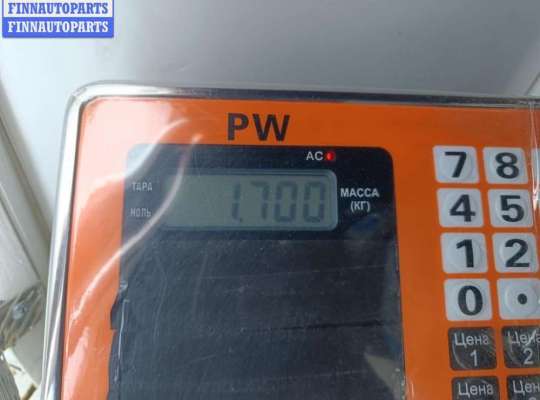 FINNAUTOPARTS
FINNAUTOPARTS
PW
AC
ТАРА
НОЛЬ
1.700
МАССА
(КГ)
7 8
4 5
1 2
0 .
Цена 1
Цена 2
Цена